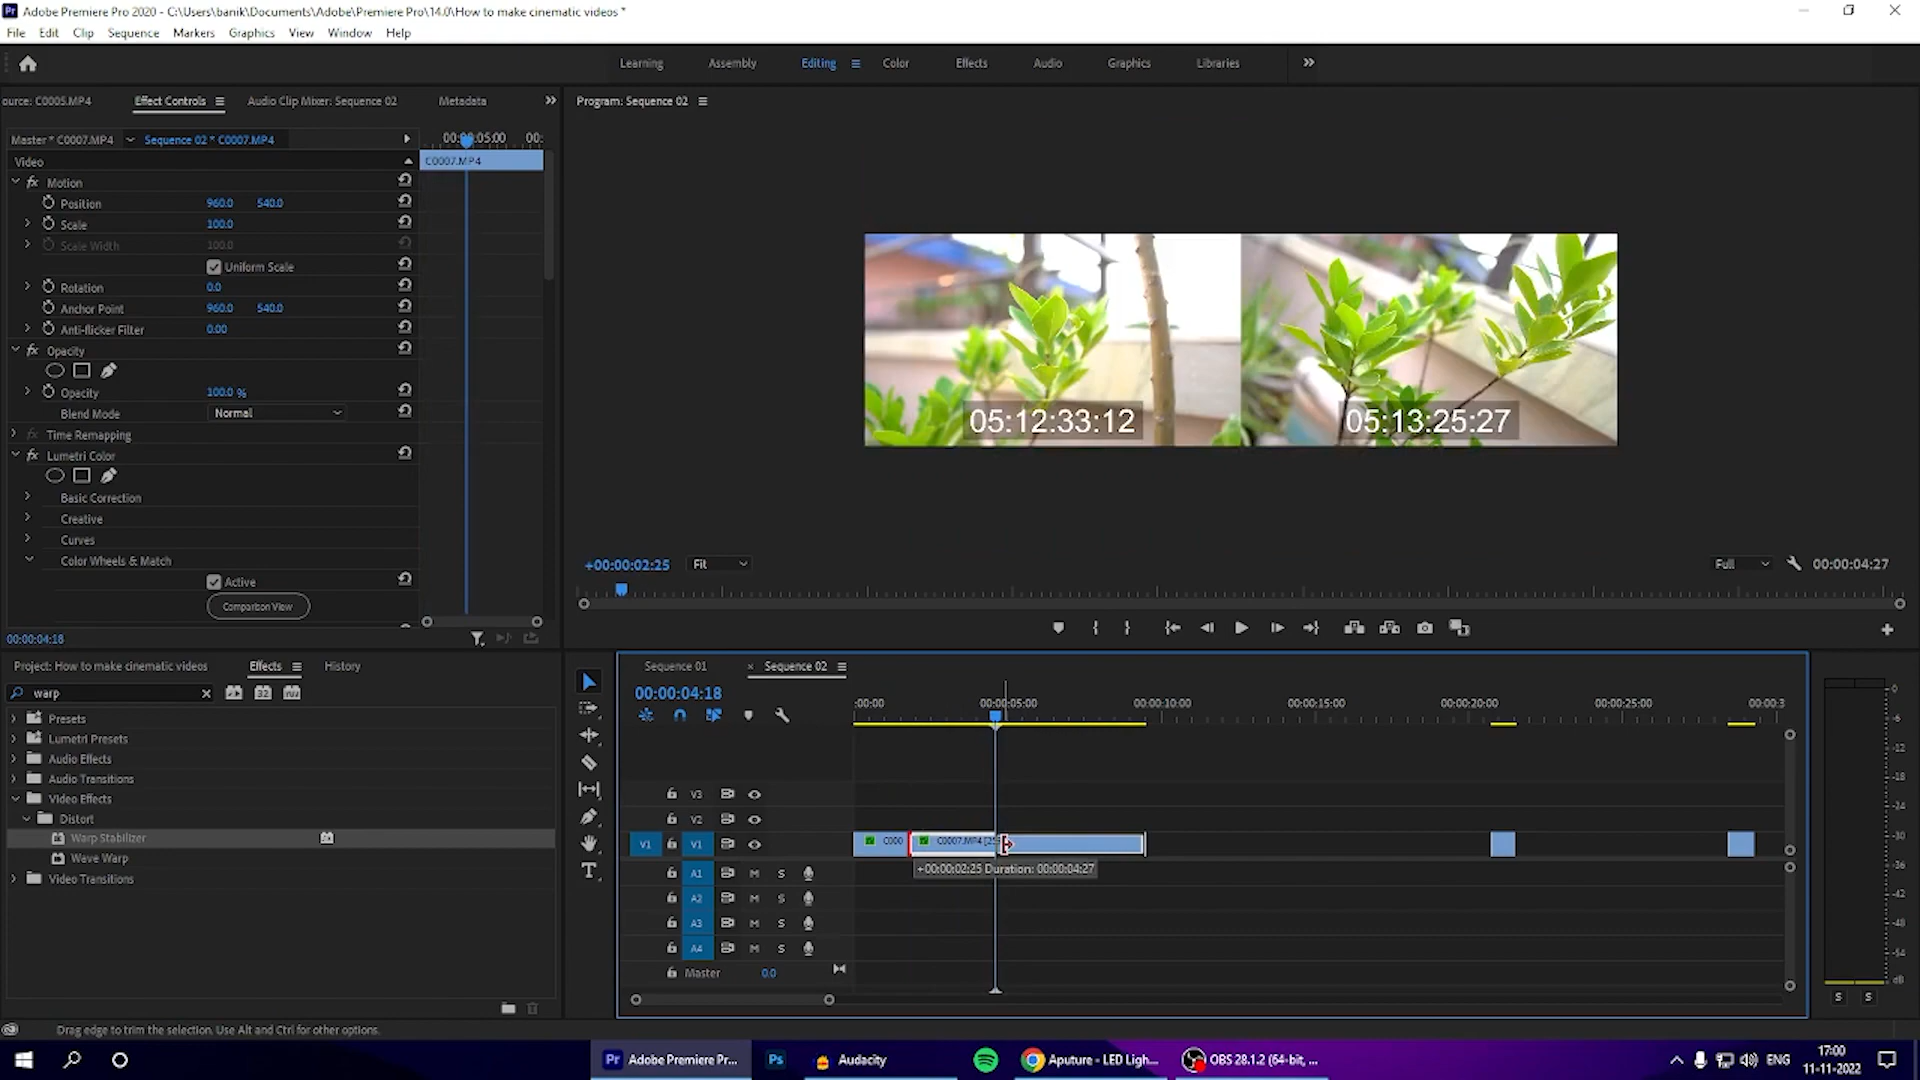 Adobe Premiere Pro 2020 - C:\Users\banik\Documents\Adobe\Premiere Pro\14.0\How to make cinematic videos *
File Edit Clip Sequence Markers Graphics View Window Help
Learning Assembly Editing Color Effects Audio Graphics Libraries
ource: C0005.MP4 Effect Controls Audio Clip Mixer: Sequence 02 Metadata
Program: Sequence 02
Master * C0007.MP4 Sequence 02 * C0007.MP4 00:00:05:00 00:
Video C0007.MP4
fx Motion
Position 960.0 540.0
Scale 100.0
Scale Width 100.0
Uniform Scale
Rotation 0.0
Anchor Point 960.0 540.0
Anti-flicker Filter 0.00
fx Opacity
Opacity 100.0 %
Blend Mode Normal
fx Time Remapping
fx Lumetri Color
Basic Correction
Creative
Curves
Color Wheels & Match
Active
Comparison View
00:00:04:18
05:12:33:12 05:13:25:27
+00:00:02:25 Fit Full 00:00:04:27
Project: How to make cinematic videos Effects History
warp
32
Presets
Lumetri Presets
Audio Effects
Audio Transitions
Video Effects
Distort
Warp Stabilizer
Wave Warp
Video Transitions
Sequence 01 × Sequence 02
00:00:04:18
:00:00 00:00:05:00 00:00:10:00 00:00:15:00 00:00:20:00 00:00:25:00 00:00:3
V3
V2
V1 V1 C000 C0007.MP4
+00:00:02:25 Duration: 00:00:04:27
A1 M S
A2 M S
A3 M S
A4 M S
Master 0.0
0
-6
-12
-18
-24
-30
-36
-42
-48
-54
dB
S S
Drag edge to trim the selection. Use Alt and Ctrl for other options.
Pr Adobe Premiere Pr... Ps Audacity Aputure - LED Ligh... OBS 28.1.2 (64-bit, ...
ENG 17:00
11-11-2022